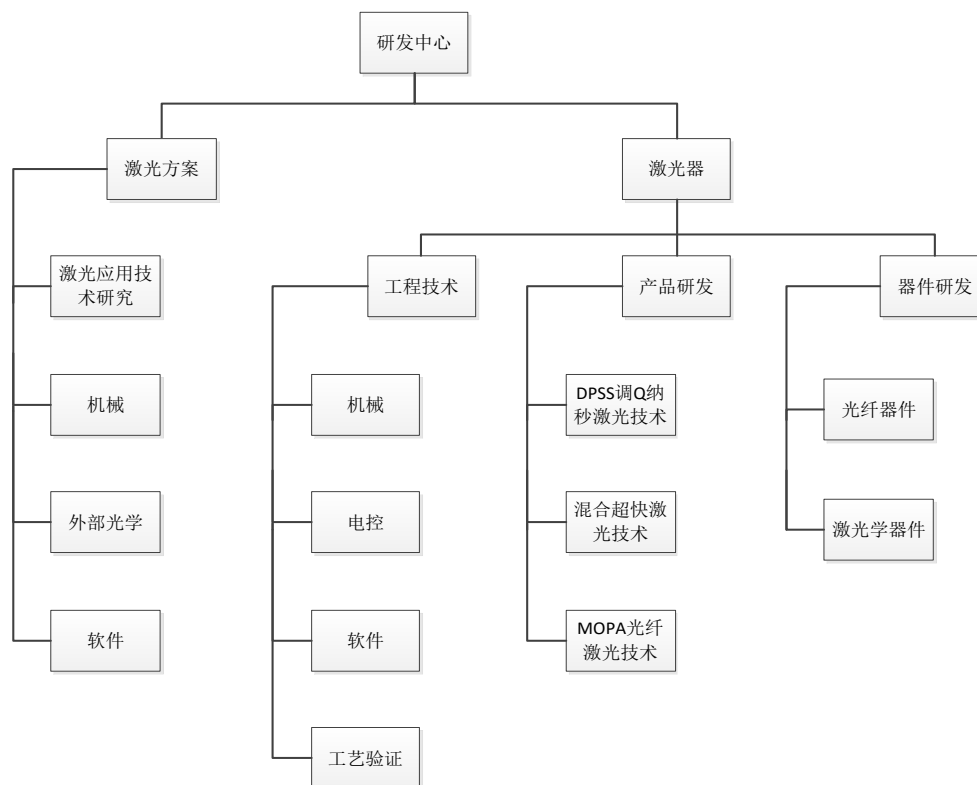 研发中心
激光方案
激光器
激光应用技
术研究
机械
外部光学
软件
工程技术
机械
电控
软件
工艺验证
产品研发
DPSS调Q纳
秒激光技术
混合超快激
光技术
MOPA光纤
激光技术
器件研发
光纤器件
激光学器件